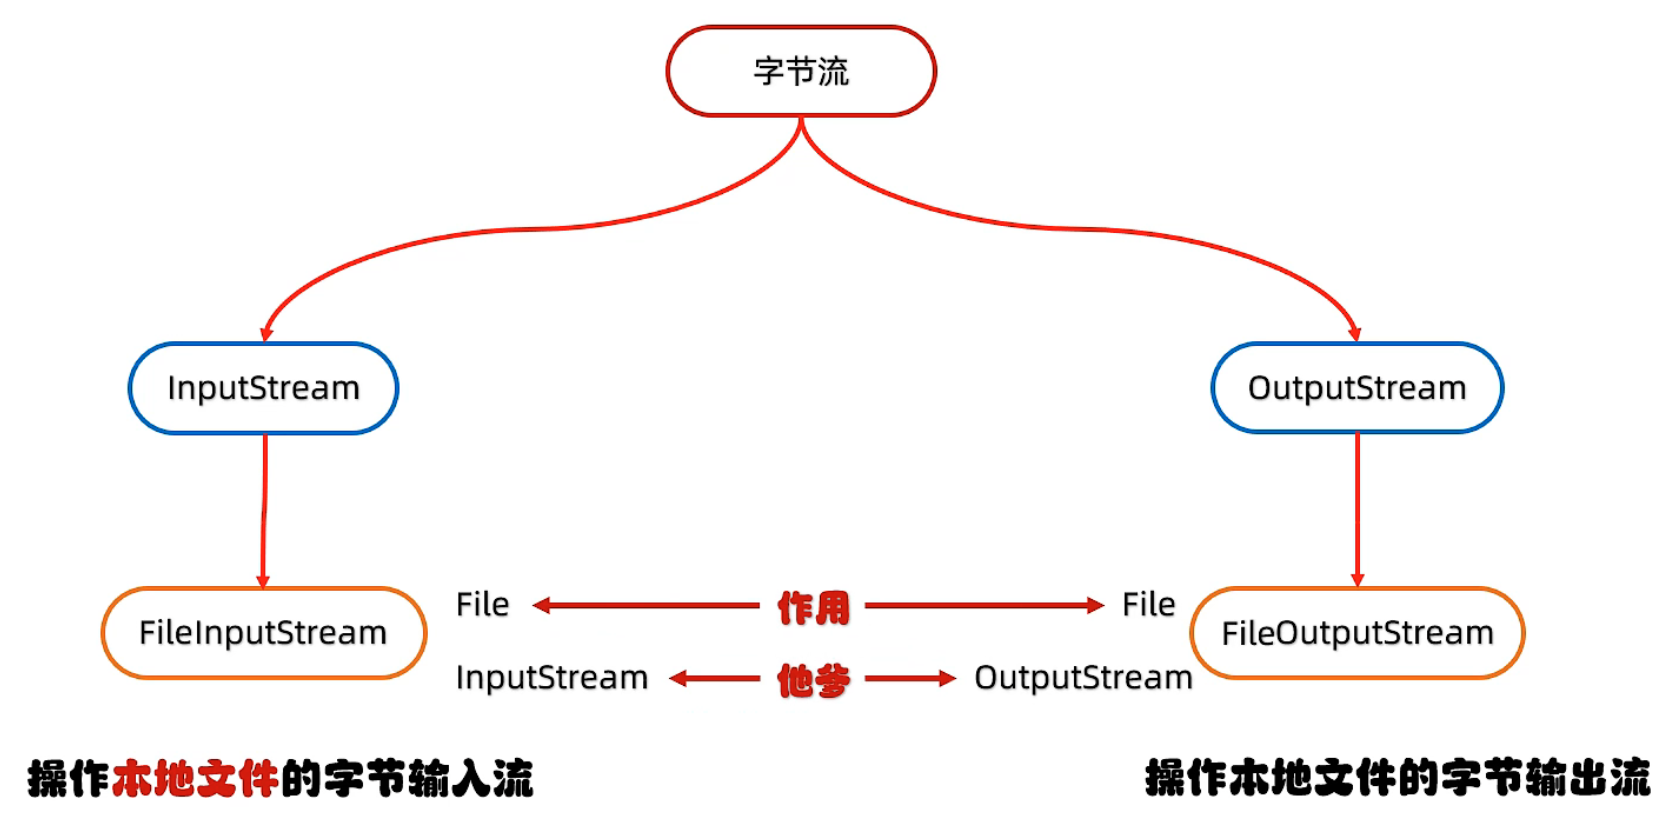 字节流
InputStream
OutputStream
FileInputStream
File
作用
File
FileOutputStream
InputStream
他爹
OutputStream
操作本地文件的字节输入流
操作本地文件的字节输出流